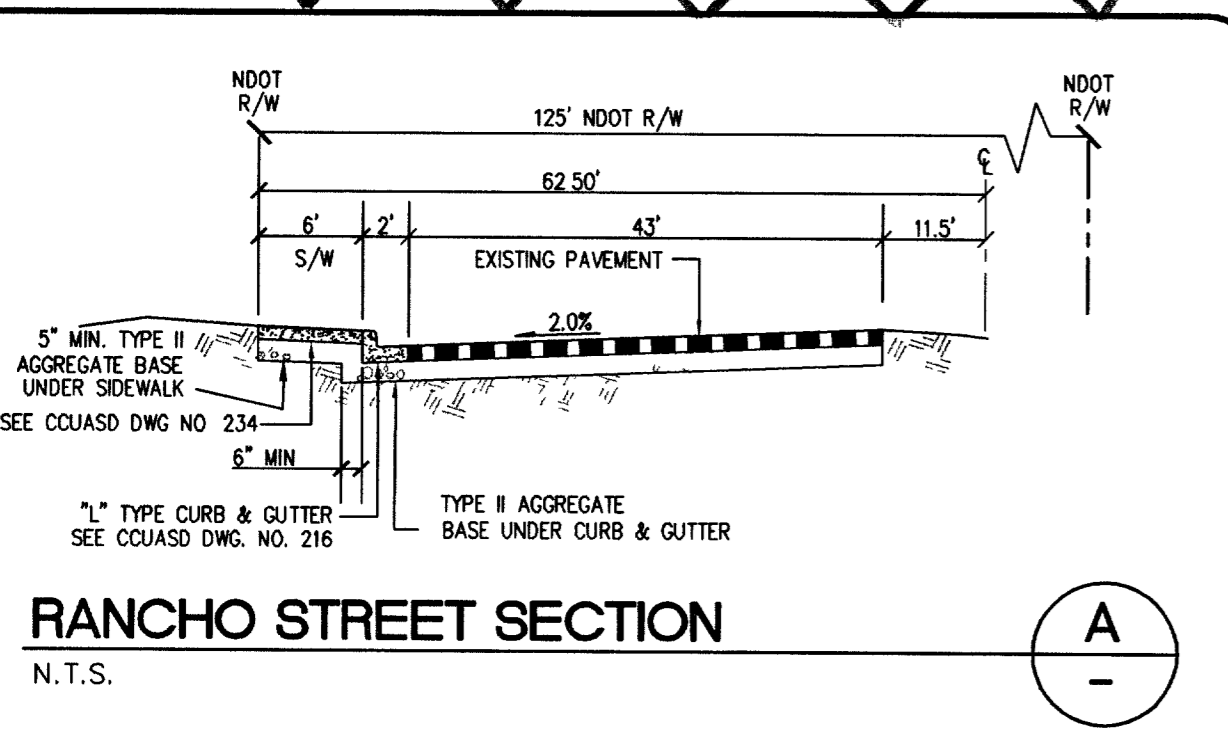 NDOT
R/W
NDOT
R/W
125' NDOT R/W
℄
62 50'
6'
2'
43'
11.5'
S/W
EXISTING PAVEMENT
2.0%
5" MIN. TYPE II
AGGREGATE BASE
UNDER SIDEWALK
SEE CCUASD DWG NO 234
6" MIN
"L" TYPE CURB & GUTTER
SEE CCUASD DWG. NO. 216
TYPE II AGGREGATE
BASE UNDER CURB & GUTTER
RANCHO STREET SECTION
N.T.S.
A
-